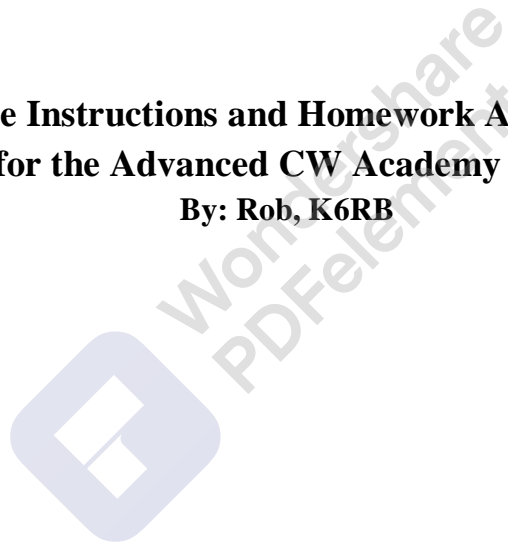 e Instructions and Homework A
for the Advanced CW Academy
By: Rob, K6RB
Wondershare
PDFelement